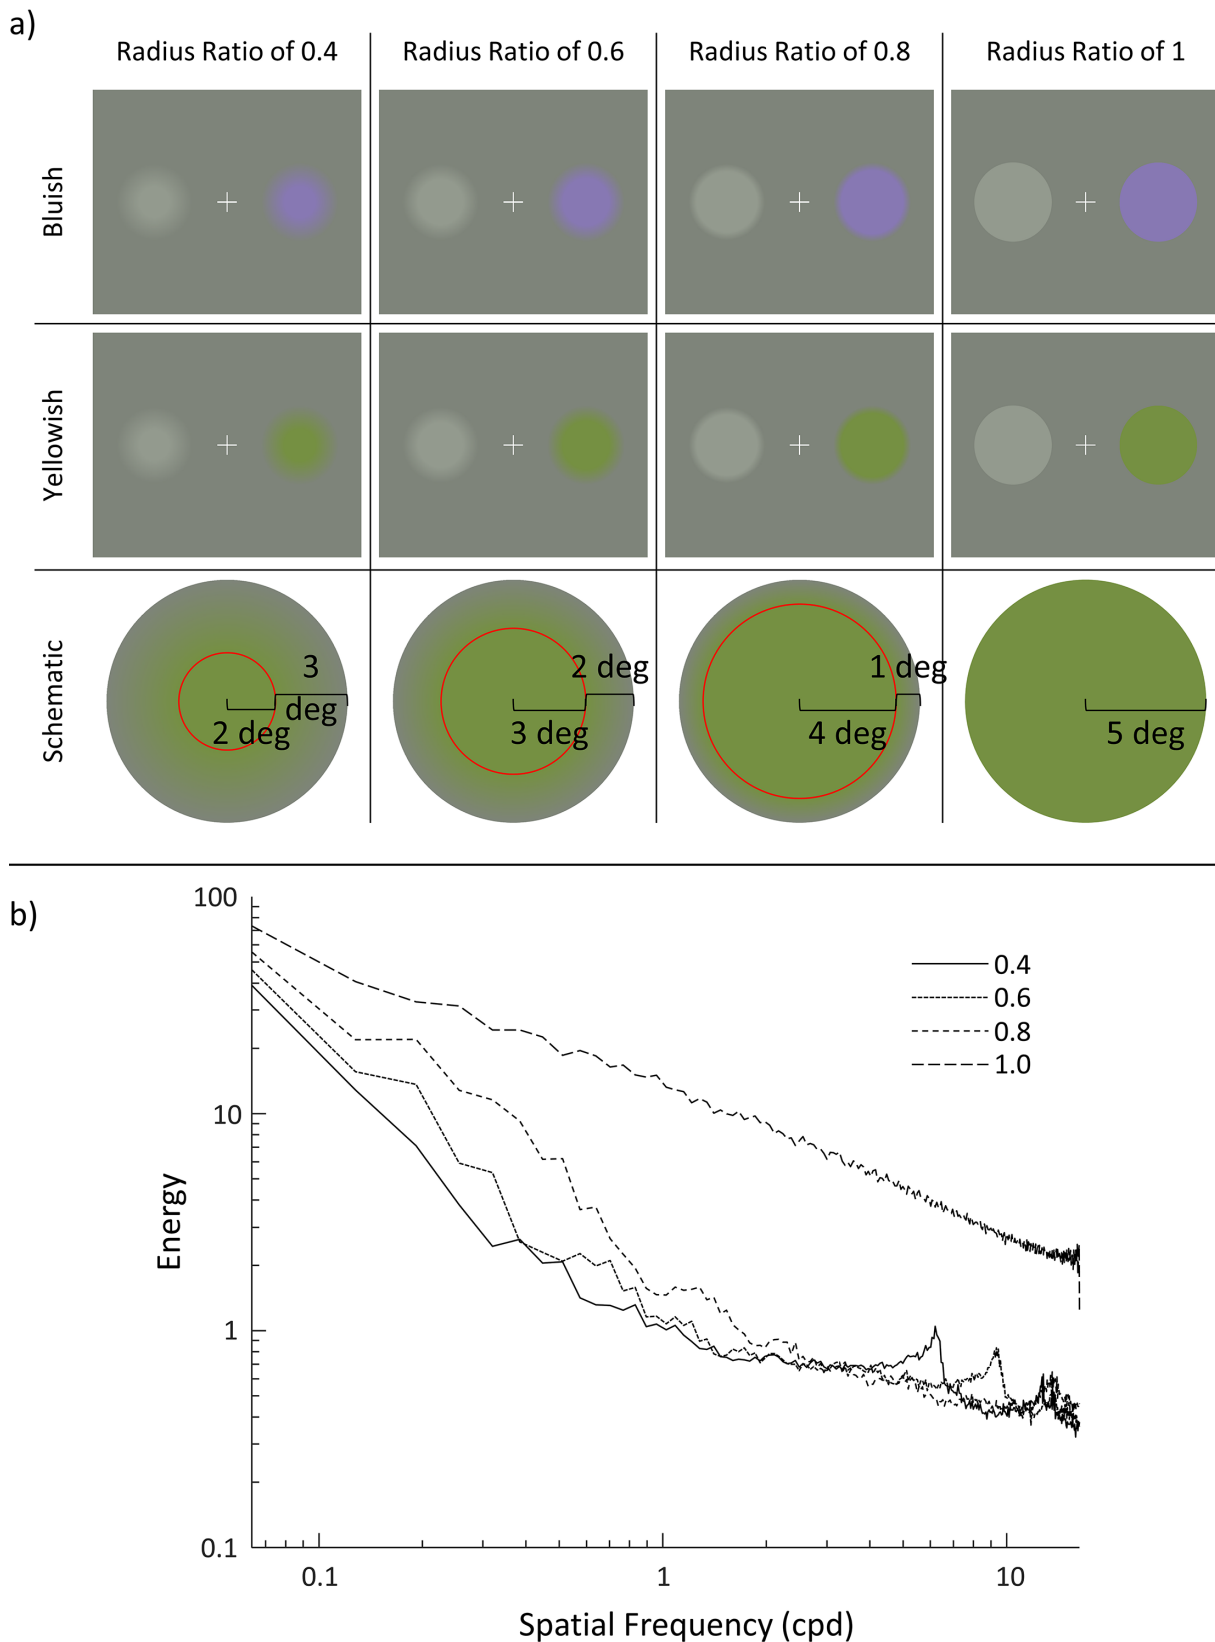 a)
Radius Ratio of 0.4
Radius Ratio of 0.6
Radius Ratio of 0.8
Radius Ratio of 1
Bluish
Yellowish
Schematic
3
deg
2 deg
2 deg
3 deg
1 deg
4 deg
5 deg
b)
100
10
1
0.1
Energy
0.4
0.6
0.8
1.0
0.1
1
10
Spatial Frequency (cpd)